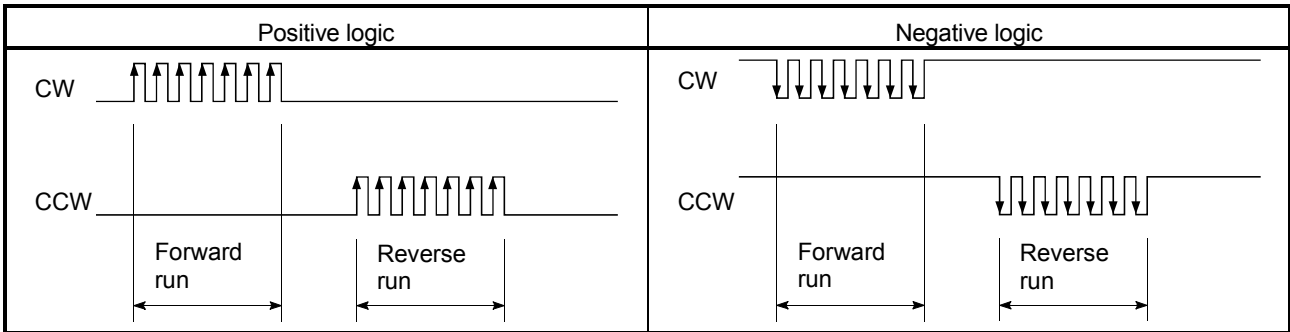 Positive logic
Negative logic
CW
CCW
Forward
run
Reverse
run
CW
CCW
Forward
run
Reverse
run